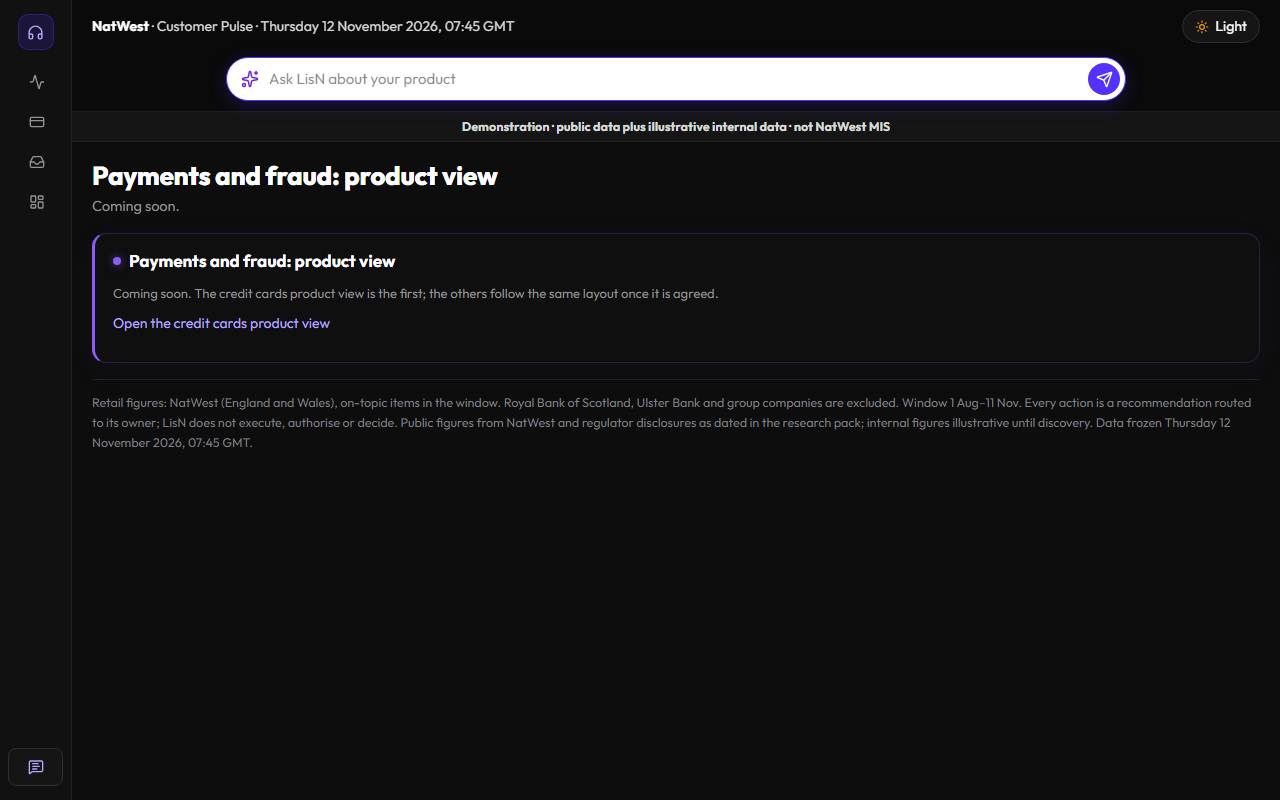 NatWest · Customer Pulse · Thursday 12 November 2026, 07:45 GMT
Light
Ask LisN about your product
Demonstration · public data plus illustrative internal data · not NatWest MIS
Payments and fraud: product view
Coming soon.
Payments and fraud: product view
Coming soon. The credit cards product view is the first; the others follow the same layout once it is agreed.
Open the credit cards product view
Retail figures: NatWest (England and Wales), on-topic items in the window. Royal Bank of Scotland, Ulster Bank and group companies are excluded. Window 1 Aug–11 Nov. Every action is a recommendation routed
to its owner; LisN does not execute, authorise or decide. Public figures from NatWest and regulator disclosures as dated in the research pack; internal figures illustrative until discovery. Data frozen Thursday 12
November 2026, 07:45 GMT.